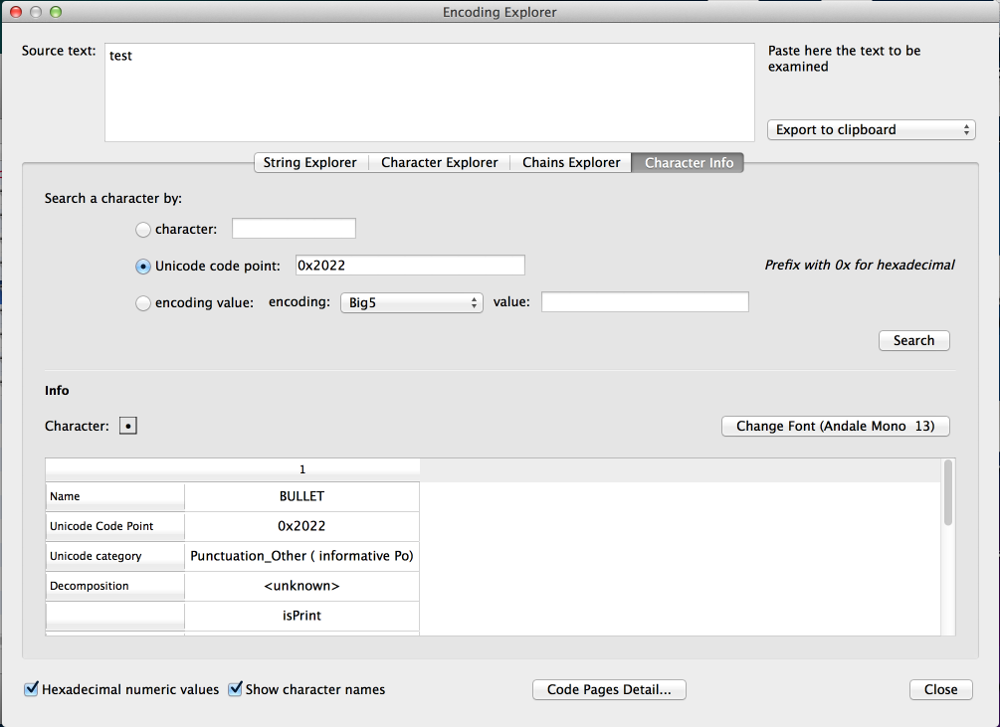 Encoding Explorer
Source text:
test
Paste here the text to be
examined
Export to clipboard
String Explorer Character Explorer Chains Explorer Character Info
Search a character by:
character:
Unicode code point: 0x2022 Prefix with 0x for hexadecimal
encoding value: encoding: Big5 value:
Search
Info
Character: • Change Font (Andale Mono 13)
1
Name BULLET
Unicode Code Point 0x2022
Unicode category Punctuation_Other ( informative Po)
Decomposition <unknown>
isPrint
Hexadecimal numeric values Show character names Code Pages Detail... Close